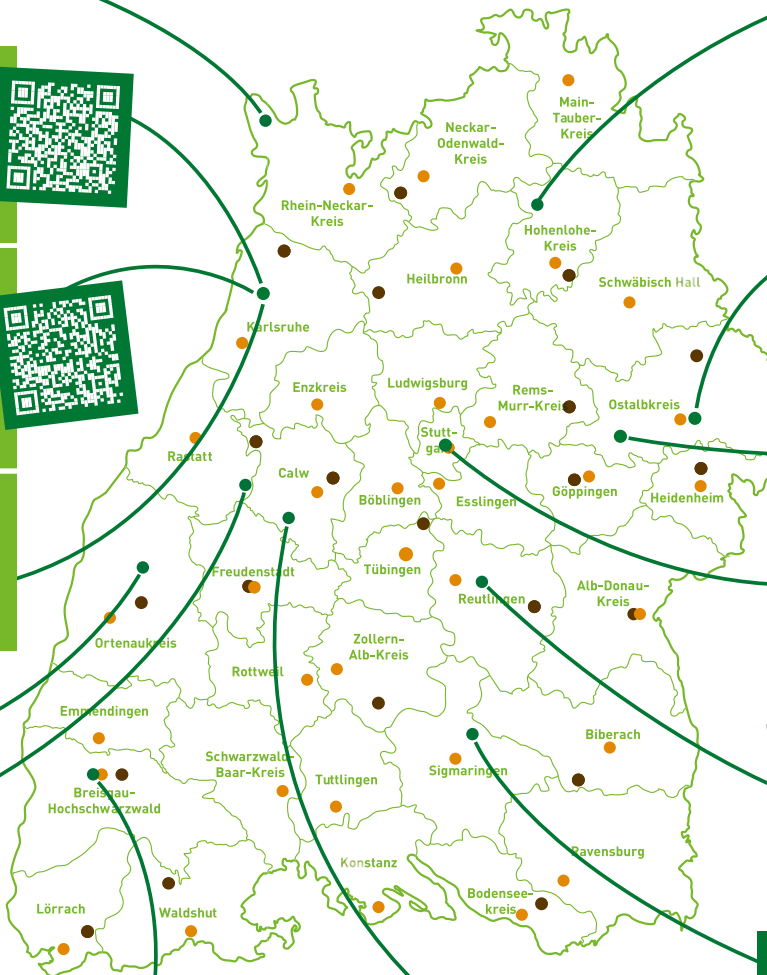 Main-
Tauber-
Kreis
Neckar-
Odenwald-
Kreis
Rhein-Neckar-
Kreis
Hohenlohe-
Kreis
Heilbronn
Schwäbisch Hall
Karlsruhe
Enzkreis
Ludwigsburg
Rems-
Murr-Kreis
Ostalbkreis
Stutt-
gart
Rastatt
Calw
Böblingen
Esslingen
Göppingen
Heidenheim
Freudenstadt
Tübingen
Reutlingen
Alb-Donau-
Kreis
Ortenaukreis
Zollern-
Alb-Kreis
Rottweil
Emmendingen
Biberach
Schwarzwald-
Baar-Kreis
Tuttlingen
Sigmaringen
Breisgau-
Hochschwarzwald
Konstanz
Ravensburg
Bodensee-
kreis
Lörrach
Waldshut